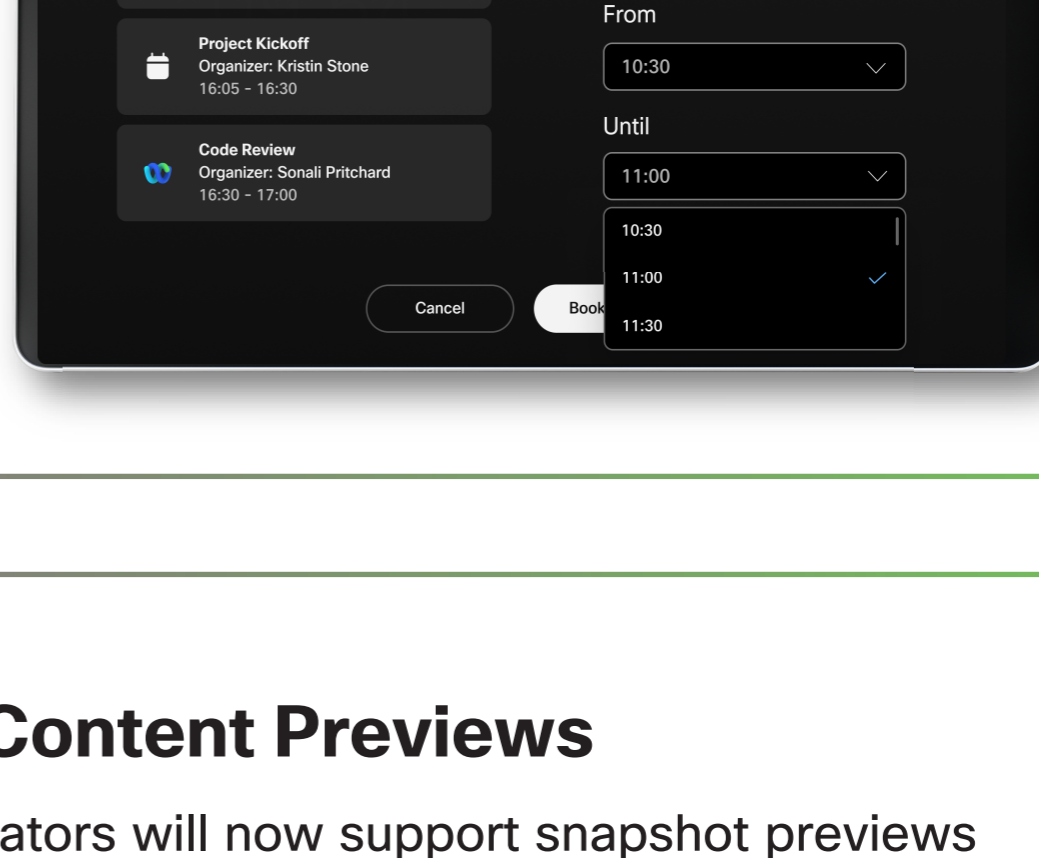 Project Kickoff
Organizer: Kristin Stone
16:05 - 16:30
Code Review
Organizer: Sonali Pritchard
16:30 - 17:00
From
10:30
Until
11:00
10:30
11:00
11:30
Cancel
Book
Content Previews
ators will now support snapshot previews